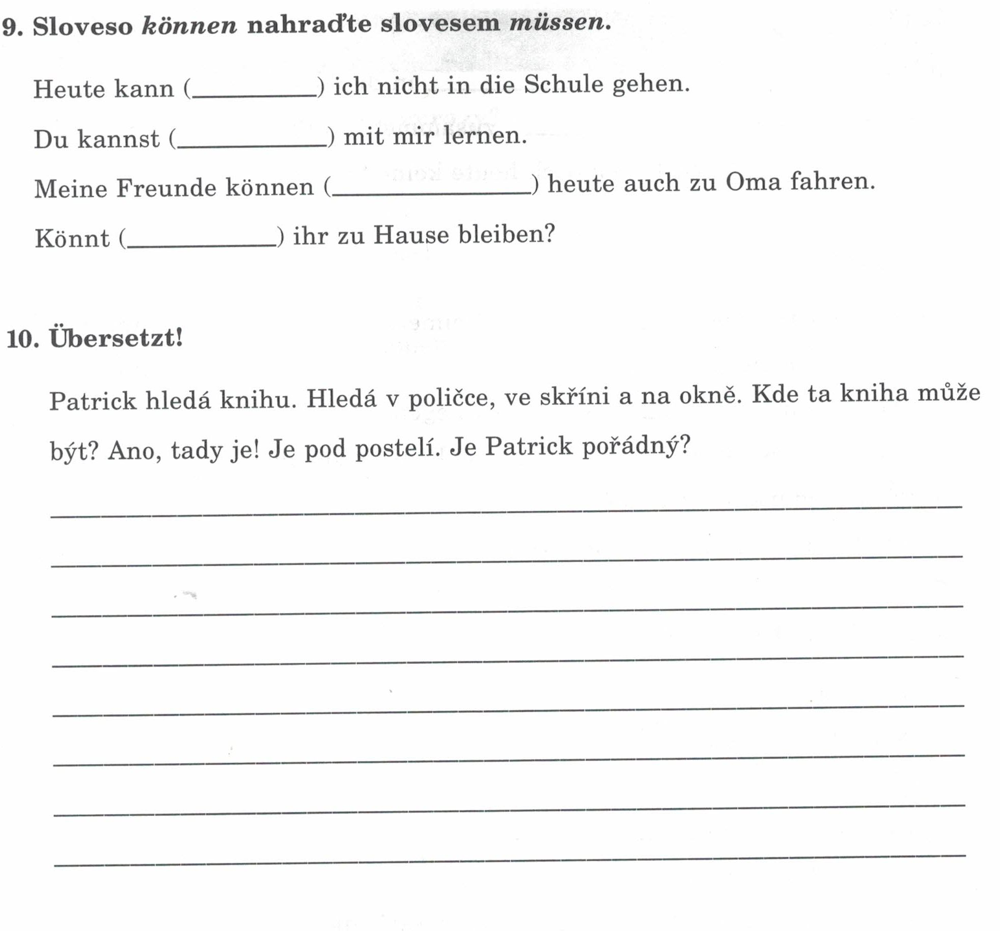 9. Sloveso können nahraďte slovesem müssen.
Heute kann (__________) ich nicht in die Schule gehen.
Du kannst (____________) mit mir lernen.
Meine Freunde können (________________) heute auch zu Oma fahren.
Könnt (____________) ihr zu Hause bleiben?
10. Übersetzt!
Patrick hledá knihu. Hledá v poličce, ve skříni a na okně. Kde ta kniha může
být? Ano, tady je! Je pod postelí. Je Patrick pořádný?